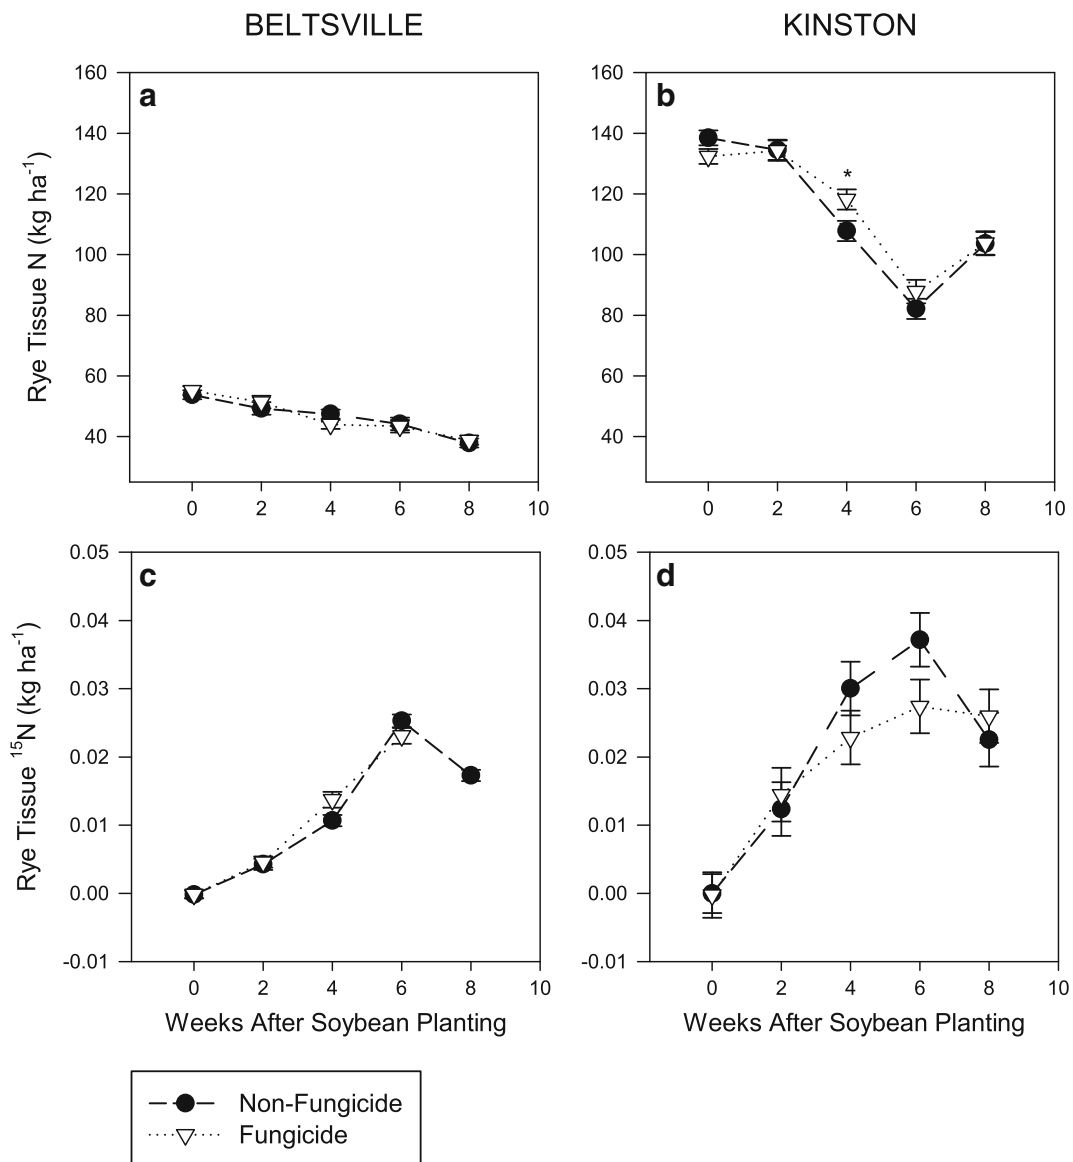 BELTSVILLE
KINSTON
Rye Tissue N (kg ha⁻¹)
a
160
140
120
100
80
60
40
0 2 4 6 8 10
b
160
140
120
100
80
60
40
*
0 2 4 6 8 10
Rye Tissue ¹⁵N (kg ha⁻¹)
c
0.05
0.04
0.03
0.02
0.01
0.00
-0.01
0 2 4 6 8 10
Weeks After Soybean Planting
d
0.05
0.04
0.03
0.02
0.01
0.00
-0.01
0 2 4 6 8 10
Weeks After Soybean Planting
Non-Fungicide
Fungicide